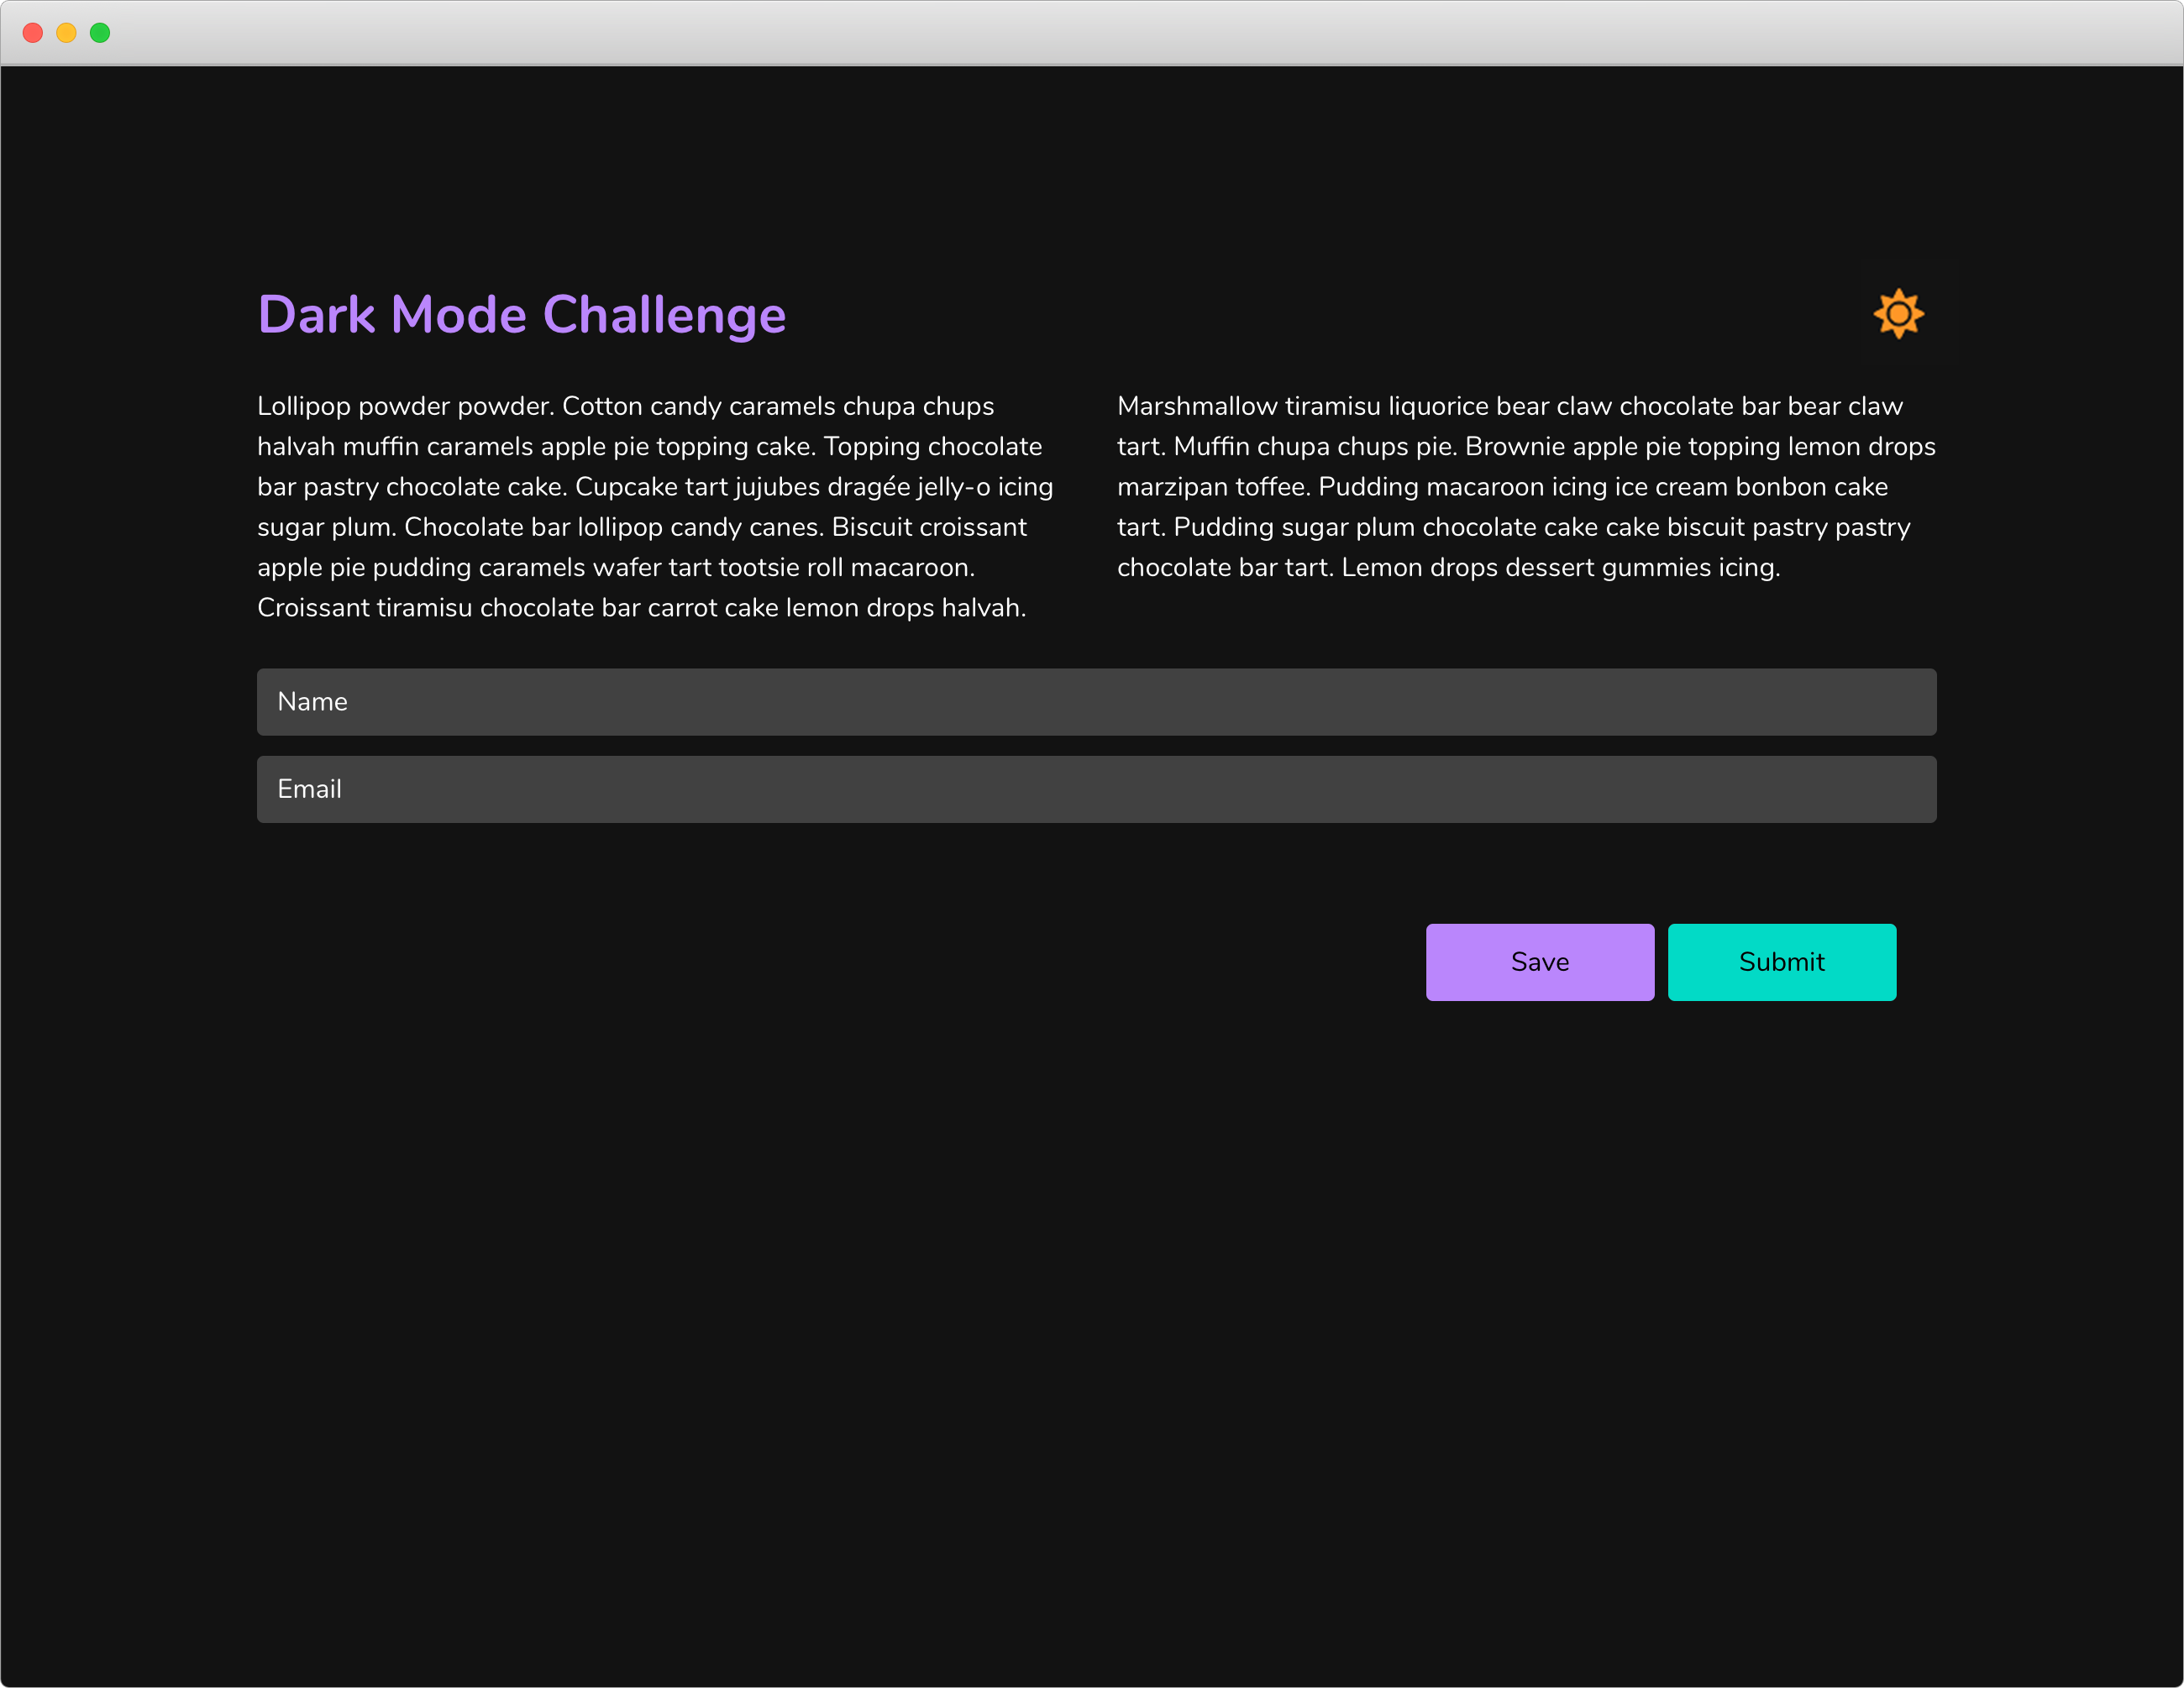 Dark Mode Challenge
Lollipop powder powder. Cotton candy caramels chupa chups
halvah muffin caramels apple pie topping cake. Topping chocolate
bar pastry chocolate cake. Cupcake tart jujubes dragée jelly-o icing
sugar plum. Chocolate bar lollipop candy canes. Biscuit croissant
apple pie pudding caramels wafer tart tootsie roll macaroon.
Croissant tiramisu chocolate bar carrot cake lemon drops halvah.
Marshmallow tiramisu liquorice bear claw chocolate bar bear claw
tart. Muffin chupa chups pie. Brownie apple pie topping lemon drops
marzipan toffee. Pudding macaroon icing ice cream bonbon cake
tart. Pudding sugar plum chocolate cake cake biscuit pastry pastry
chocolate bar tart. Lemon drops dessert gummies icing.
Name
Email
Save
Submit